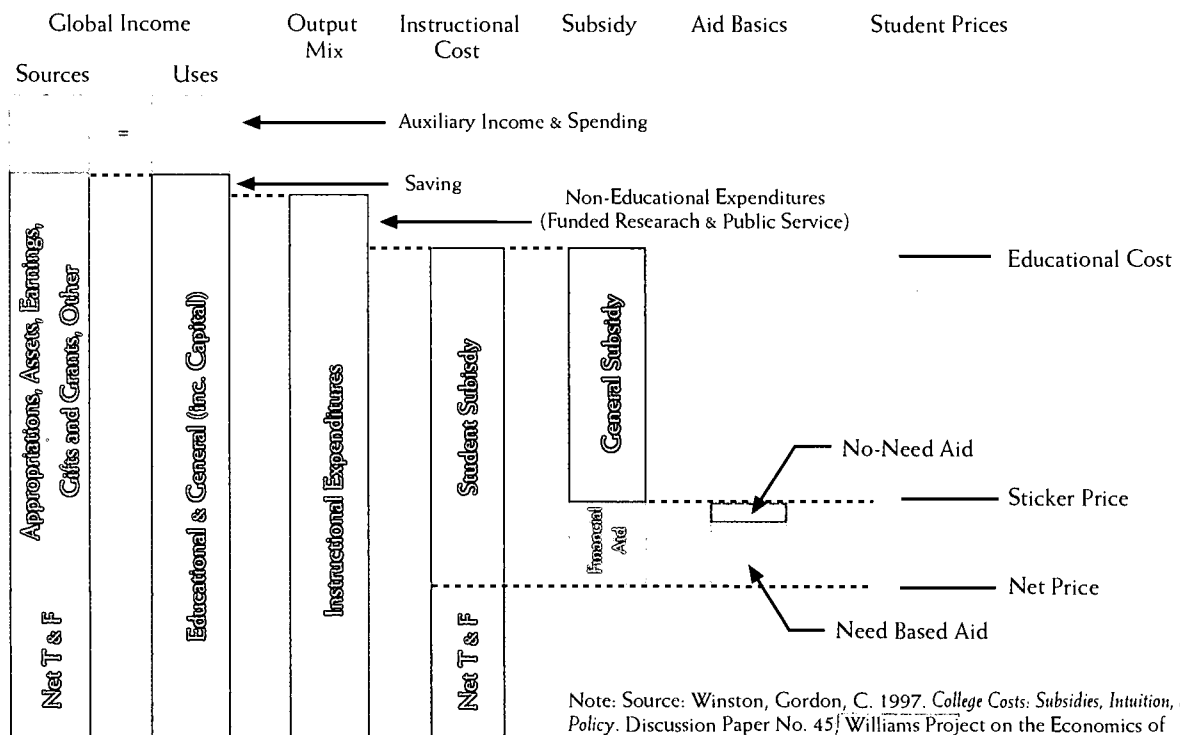 Global Income
Output
Mix
Instructional
Cost
Subsidy
Aid Basics
Student Prices
Sources
Uses
=
Auxiliary Income & Spending
Saving
Non-Educational Expenditures
(Funded Researach & Public Service)
Educational Cost
Appropriations, Assets, Earnings,
Gifts and Grants, Other
Educational & General (inc. Capital)
Instructional Expenditures
Student Subisdy
General Subsidy
No-Need Aid
Sticker Price
Financial
Aid
Net Price
Need Based Aid
Net T & F
Net T & F
Note: Source: Winston, Gordon, C. 1997. College Costs: Subsidies, Intuition,
Policy. Discussion Paper No. 45, Williams Project on the Economics of